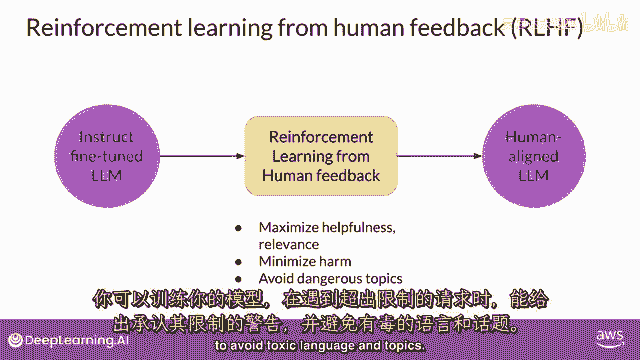 Reinforcement learning from human feedback (RLHF)
Instruct
fine-tuned
LLM
Reinforcement
Learning from
Human feedback
Human-
aligned
LLM
• Maximize helpfulness,
relevance
• Minimize harm
• Avoid dangerous topics
你可以训练你的模型，在遇到超出限制的请求时，能给
出承认其限制的警告，并避免有毒的语言和话题。
to avoid toxic language and topics.
DeepLearning.AI
aws